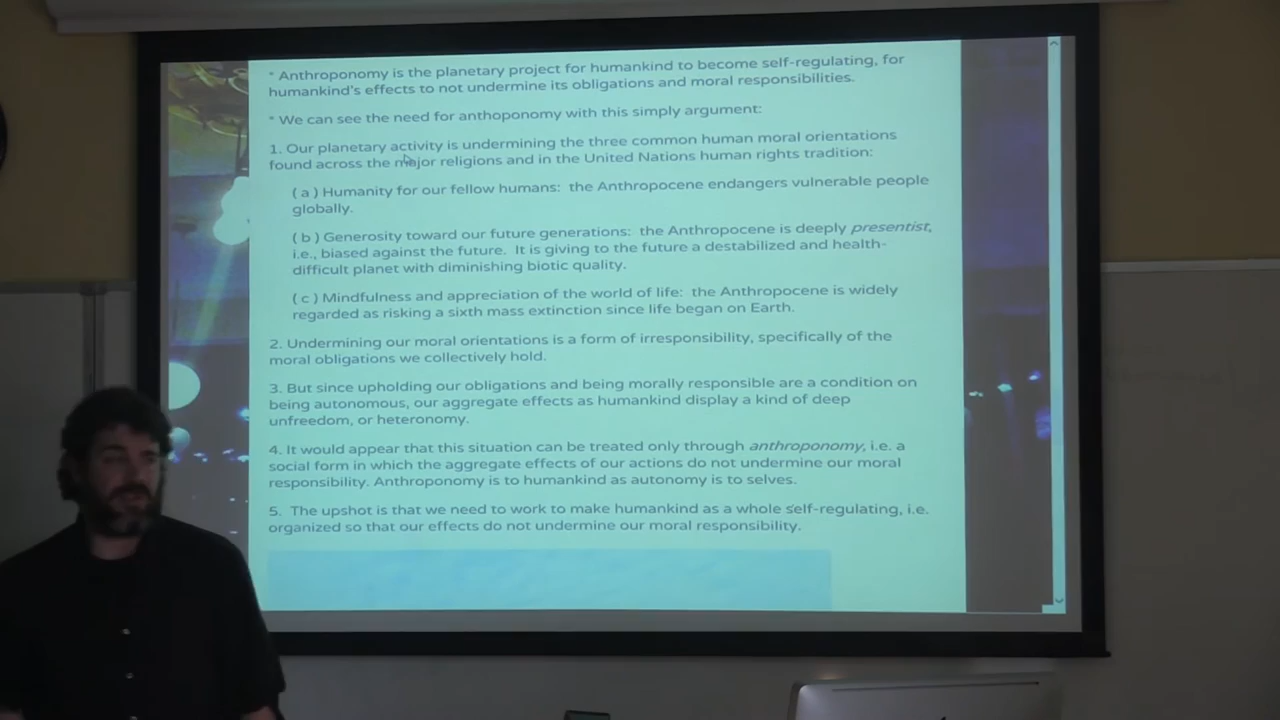 * Anthroponomy is the planetary project for humankind to become self-regulating, for
humankind's effects to not undermine its obligations and moral responsibilities.
* We can see the need for anthoponomy with this simply argument:
1. Our planetary activity is undermining the three common human moral orientations
found across the major religions and in the United Nations human rights tradition:
( a ) Humanity for our fellow humans: the Anthropocene endangers vulnerable people
globally.
( b ) Generosity toward our future generations: the Anthropocene is deeply presentist,
i.e., biased against the future. It is giving to the future a destabilized and health-
difficult planet with diminishing biotic quality.
( c ) Mindfulness and appreciation of the world of life: the Anthropocene is widely
regarded as risking a sixth mass extinction since life began on Earth.
2. Undermining our moral orientations is a form of irresponsibility, specifically of the
moral obligations we collectively hold.
3. But since upholding our obligations and being morally responsible are a condition on
being autonomous, our aggregate effects as humankind display a kind of deep
unfreedom, or heteronomy.
4. It would appear that this situation can be treated only through anthroponomy, i.e. a
social form in which the aggregate effects of our actions do not undermine our moral
responsibility. Anthroponomy is to humankind as autonomy is to selves.
5. The upshot is that we need to work to make humankind as a whole self-regulating, i.e.
organized so that our effects do not undermine our moral responsibility.